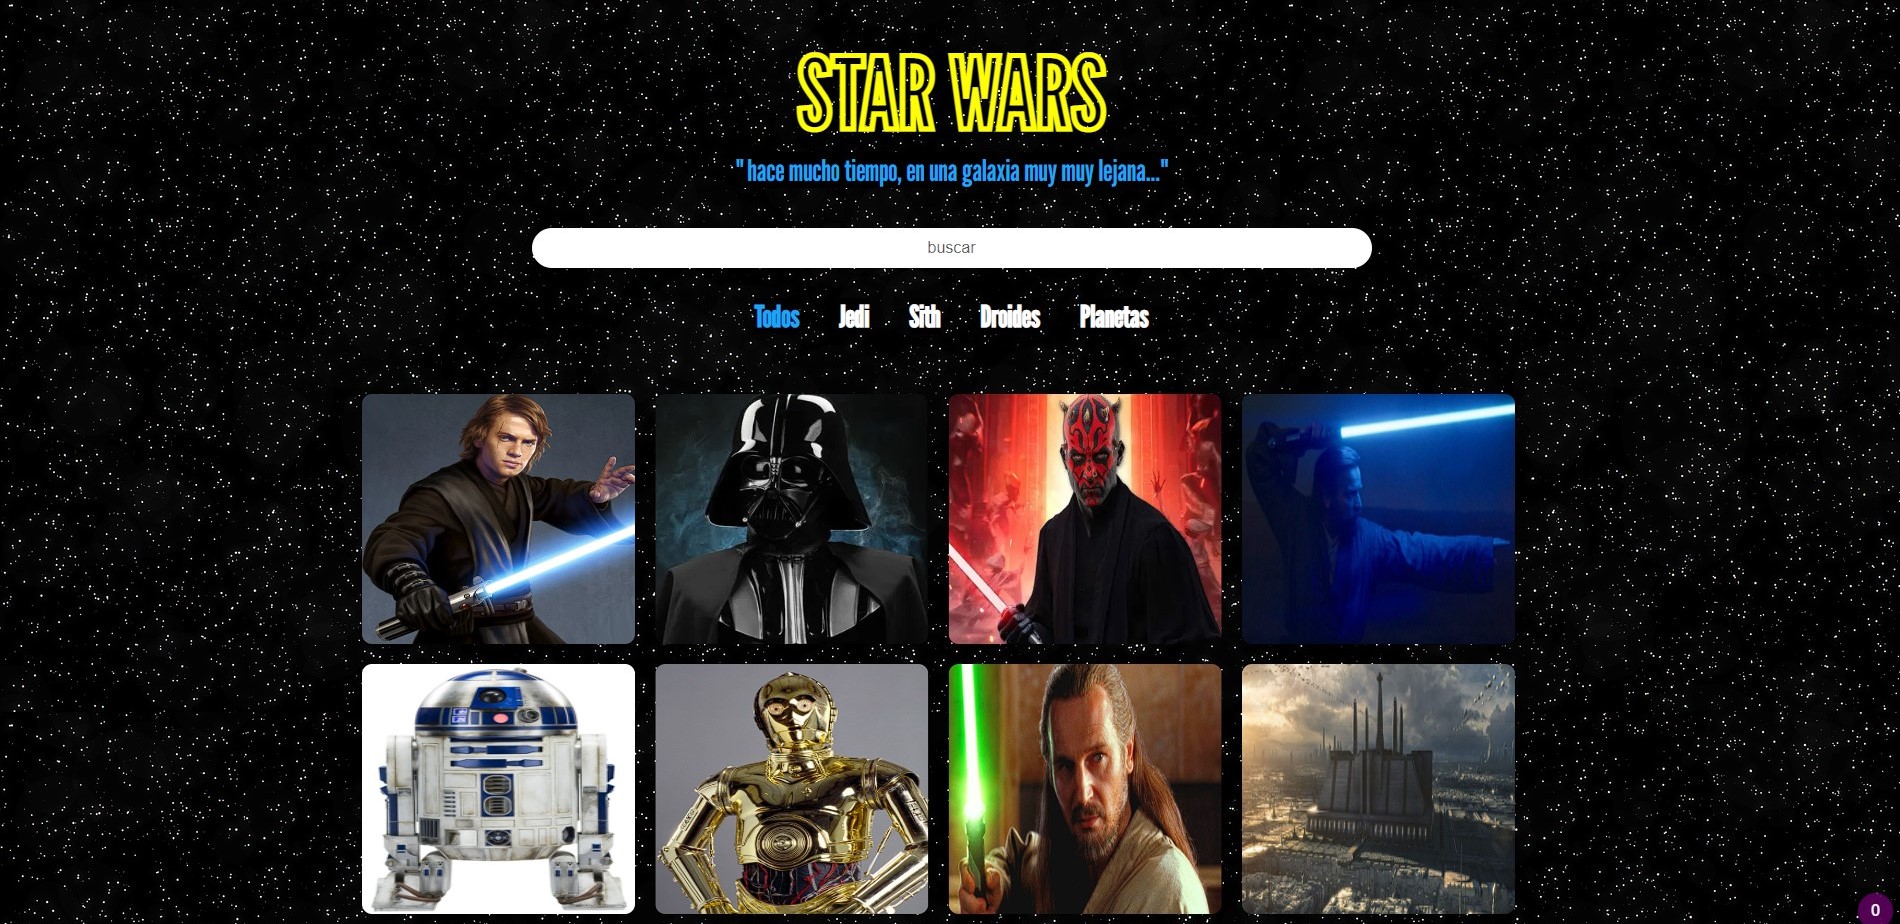 STAR WARS
" hace mucho tiempo, en una galaxia muy muy lejana..."
buscar
Todos Jedi Sith Droides Planetas
0